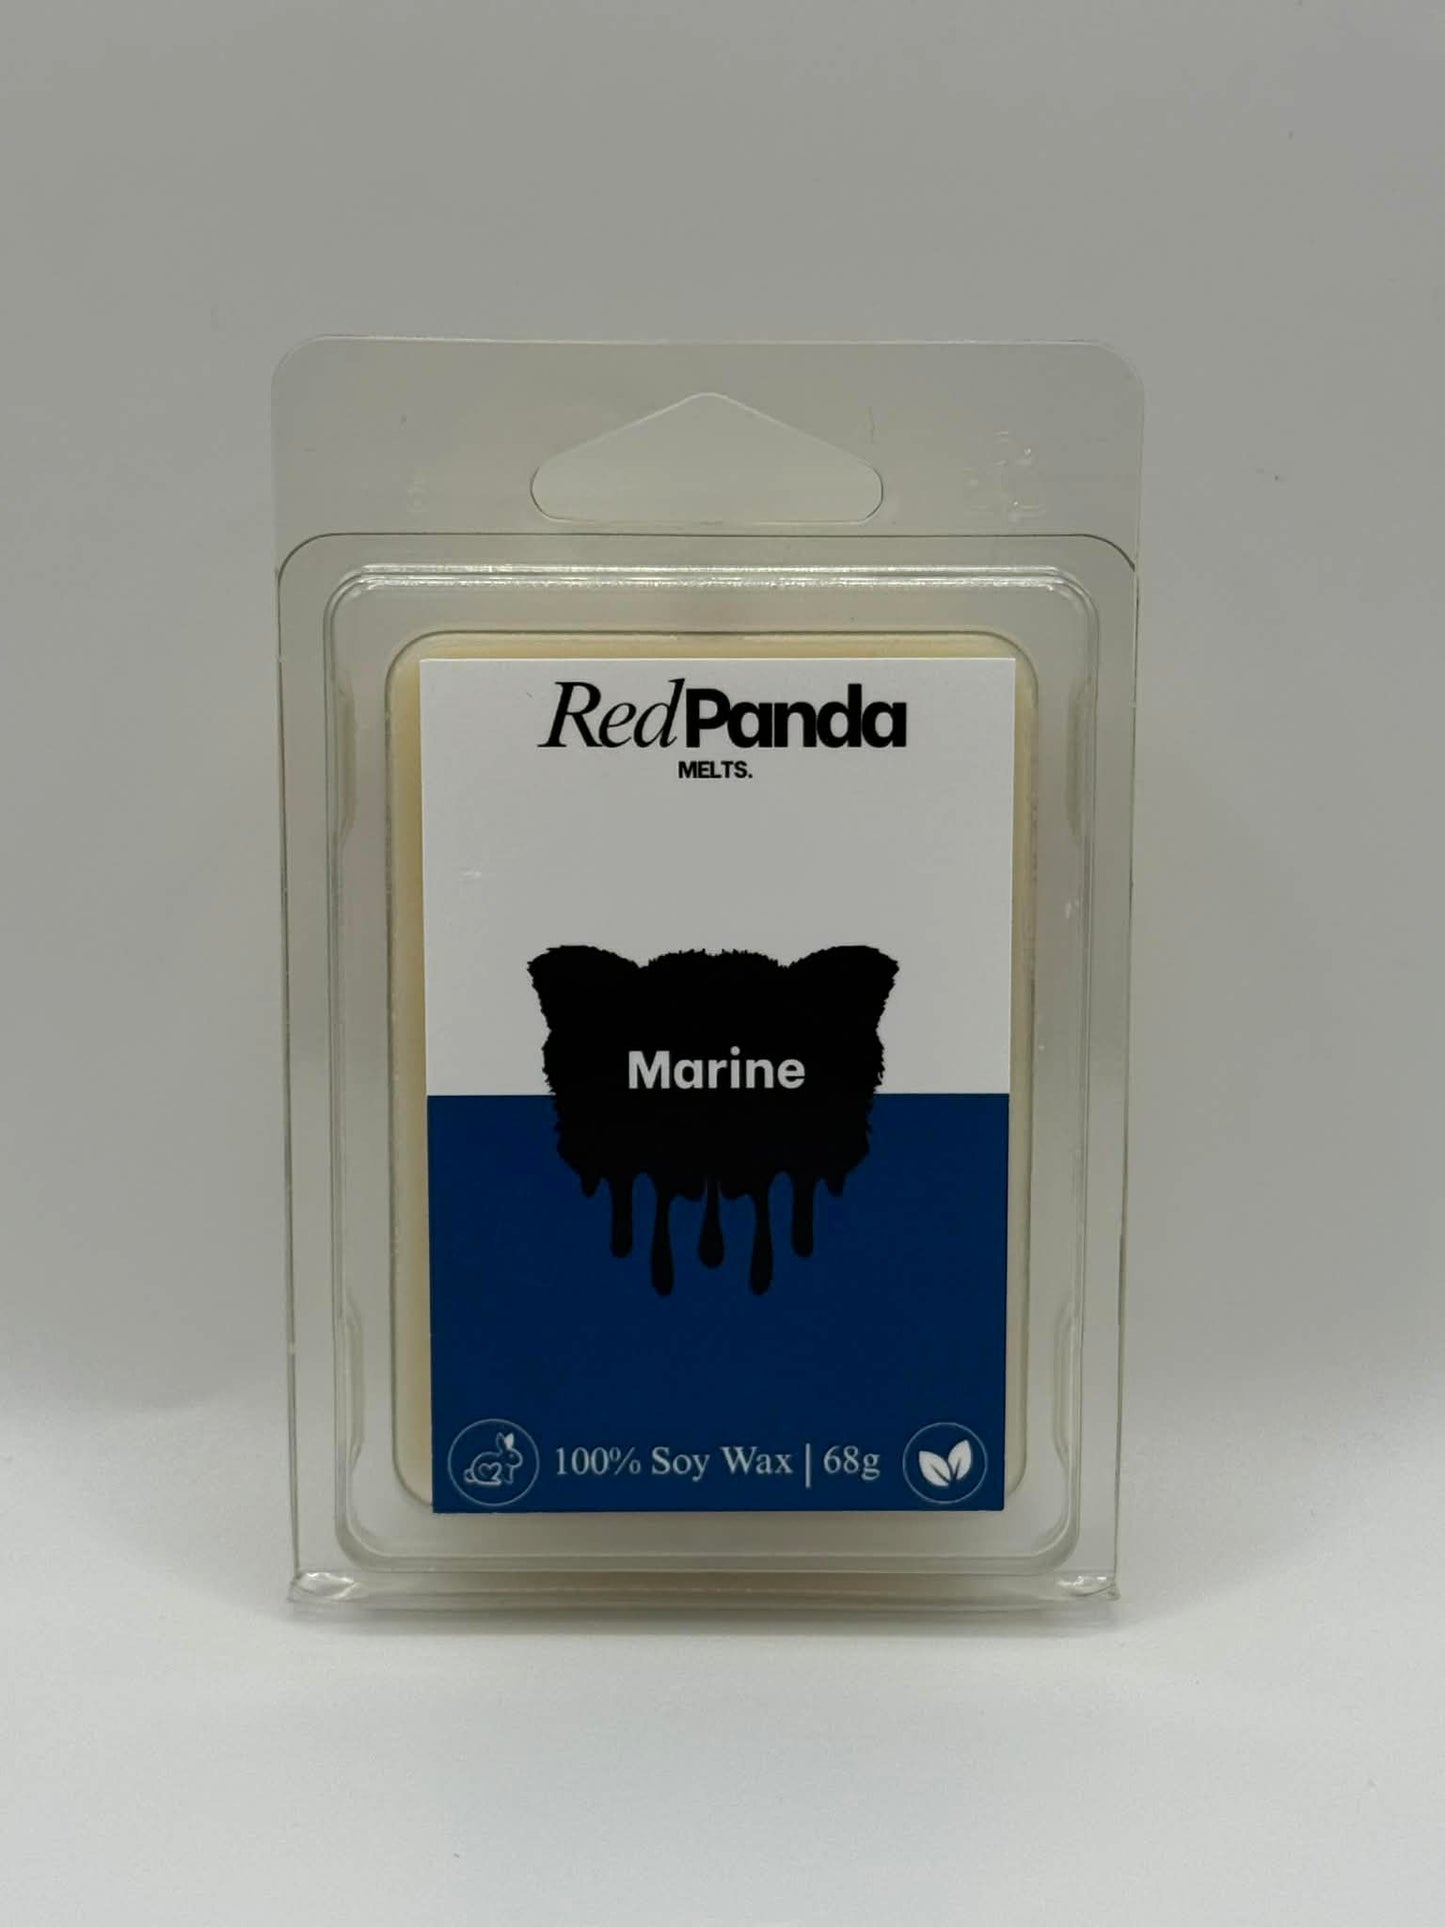 RedPanda
MELTS.
Marine
100% Soy Wax | 68g